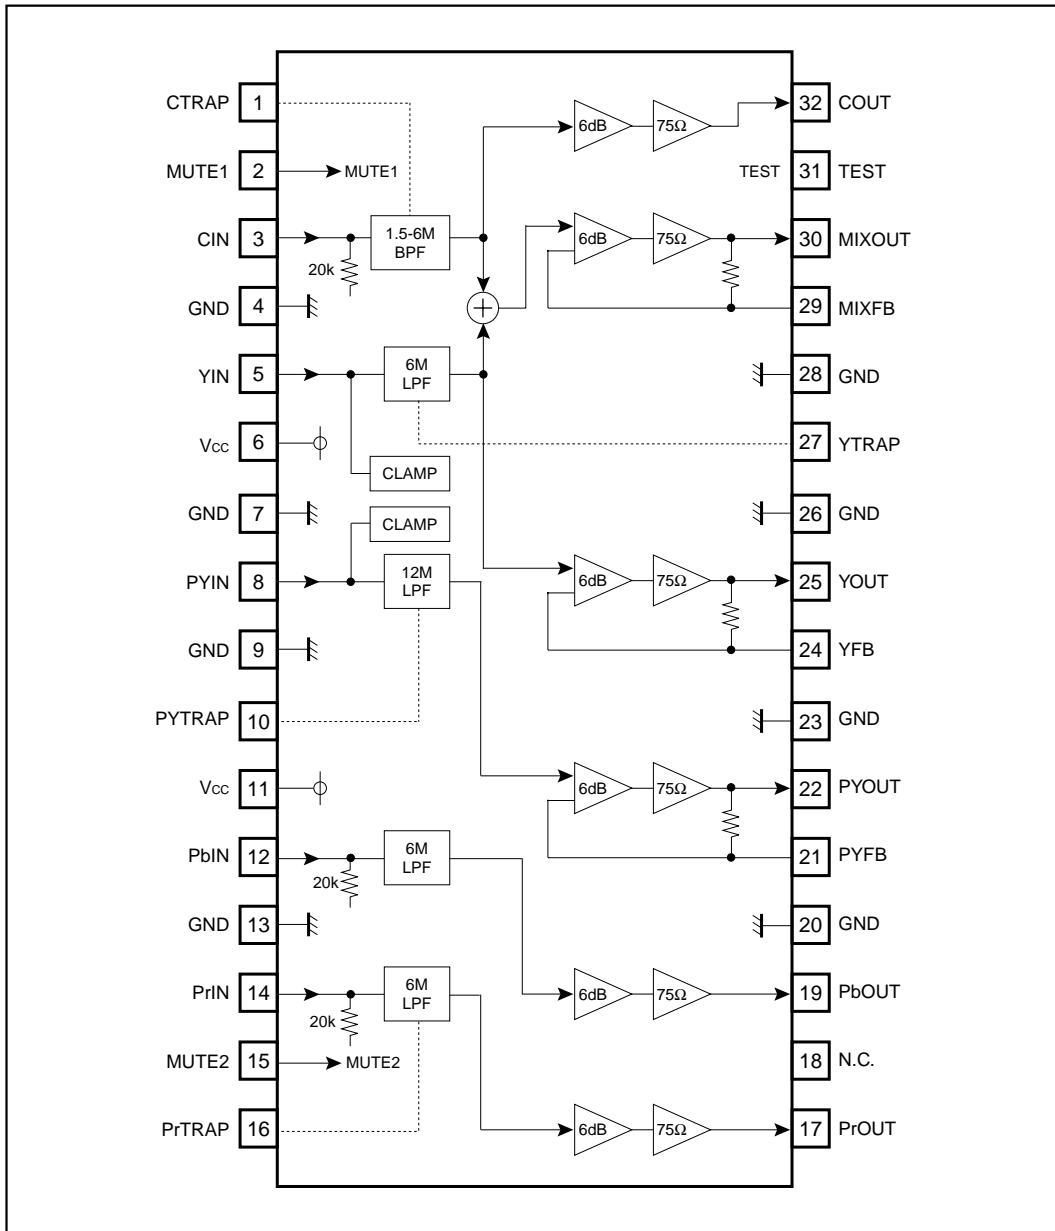 CTRAP 1 32 COUT
6dB 75Ω
MUTE1 2 MUTE1 TEST 31 TEST
CIN 3 1.5-6M BPF 6dB 75Ω 30 MIXOUT
20k
GND 4 + 29 MIXFB
YIN 5 6M LPF 28 GND
Vcc 6 27 YTRAP
CLAMP
GND 7 26 GND
CLAMP
PYIN 8 12M LPF 6dB 75Ω 25 YOUT
GND 9 24 YFB
PYTRAP 10 23 GND
Vcc 11 6dB 75Ω 22 PYOUT
PbIN 12 6M LPF 21 PYFB
20k
GND 13 20 GND
PrIN 14 6M LPF 6dB 75Ω 19 PbOUT
20k
MUTE2 15 MUTE2 18 N.C.
PrTRAP 16 6dB 75Ω 17 PrOUT